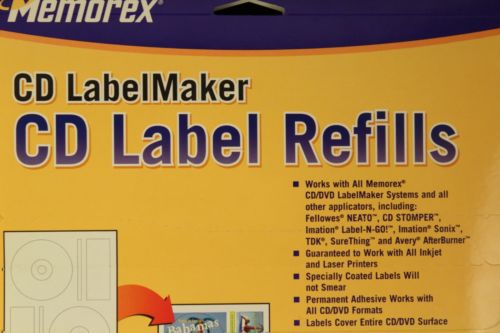 Memorex®
CD LabelMaker
CD Label Refills
■ Works with All Memorex®
CD/DVD LabelMaker Systems and all
other applicators, including:
Fellowes® NEATO™, CD STOMPER™,
Imation® Label-N-GO!™, Imation® Sonix™,
TDK®, SureThing™ and Avery® AfterBurner™
■ Guaranteed to Work with All Inkjet
and Laser Printers
■ Specially Coated Labels Will
not Smear
■ Permanent Adhesive Works with
All CD/DVD Formats
■ Labels Cover Entire CD/DVD Surface
Bahamas